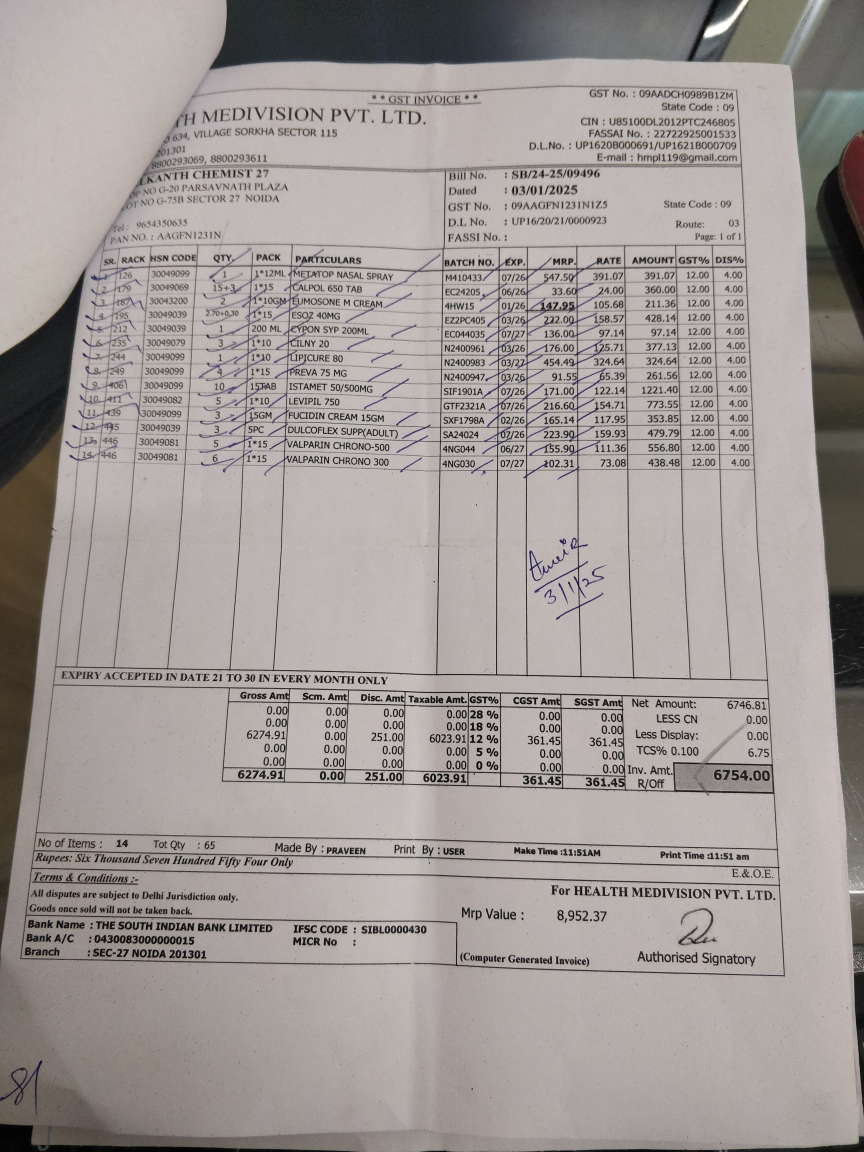 * * GST INVOICE * *
GST No. : 09AADCH0989B1ZM
State Code : 09
TH MEDIVISION PVT. LTD.
CIN : U85100DL2012PTC246805
634, VILLAGE SORKHA SECTOR 115
FASSAI No. : 22722925001533
201301
D.L.No. : UP1620B000691/UP1621B000709
8800293069, 8800293611
E-mail : hmpl119@gmail.com
LKANTH CHEMIST 27
Bill No. : SB/24-25/09496
OP NO G-20 PARSAVNATH PLAZA
Dated : 03/01/2025
OT NO G-75B SECTOR 27 NOIDA
GST No. : 09AAGFN1231N1Z5 State Code : 09
Tel : 9654350635
D.L No. : UP16/20/21/0000923 Route: 03
PAN NO. : AAGFN1231N
FASSI No. : Page: 1 of 1
SR. RACK HSN CODE QTY. PACK PARTICULARS BATCH NO. EXP. MRP. RATE AMOUNT GST% DIS%
1. 126 30049099 1 1*12ML METATOP NASAL SPRAY M410433 07/26 547.50 391.07 391.07 12.00 4.00
2. 179 30049069 15+3 1*15 CALPOL 650 TAB EC24205 06/26 33.60 24.00 360.00 12.00 4.00
3. 187 30043200 2 1*10GM EUMOSONE M CREAM 4HW15 01/26 147.95 105.68 211.36 12.00 4.00
4. 195 30049039 2.70+0.30 1*15 ESOZ 40MG EZ2PC405 03/26 222.00 158.57 428.14 12.00 4.00
5. 212 30049039 1 200 ML CYPON SYP 200ML EC044035 07/27 136.00 97.14 97.14 12.00 4.00
6. 235 30049079 3 1*10 CILNY 20 N2400961 03/26 176.00 125.71 377.13 12.00 4.00
7. 244 30049099 1 1*10 LIPICURE 80 N2400983 03/27 454.49 324.64 324.64 12.00 4.00
8. 249 30049099 4 1*15 PREVA 75 MG N2400947 03/26 91.55 65.39 261.56 12.00 4.00
9. 406 30049099 10 15TAB ISTAMET 50/500MG SIF1901A 07/26 171.00 122.14 1221.40 12.00 4.00
10. 411 30049082 5 1*10 LEVIPIL 750 GTF2321A 07/26 216.60 154.71 773.55 12.00 4.00
11. 439 30049099 3 15GM FUCIDIN CREAM 15GM SXF1798A 02/26 165.14 117.95 353.85 12.00 4.00
12. 445 30049039 3 5PC DULCOFLEX SUPP(ADULT) SA24024 02/26 223.90 159.93 479.79 12.00 4.00
13. 446 30049081 5 1*15 VALPARIN CHRONO-500 4NG044 06/27 155.90 111.36 556.80 12.00 4.00
14. 446 30049081 6 1*15 VALPARIN CHRONO 300 4NG030 07/27 102.31 73.08 438.48 12.00 4.00
3/1/25
EXPIRY ACCEPTED IN DATE 21 TO 30 IN EVERY MONTH ONLY
Gross Amt Scm. Amt Disc. Amt Taxable Amt. GST% CGST Amt SGST Amt Net Amount: 6746.81
0.00 0.00 0.00 0.00 28 % 0.00 0.00 LESS CN 0.00
0.00 0.00 0.00 0.00 18 % 0.00 0.00 Less Display: 0.00
6274.91 0.00 251.00 6023.91 12 % 361.45 361.45 TCS% 0.100 6.75
0.00 0.00 0.00 0.00 5 % 0.00 0.00
0.00 0.00 0.00 0.00 0 % 0.00 0.00 Inv. Amt. 6754.00
6274.91 0.00 251.00 6023.91 361.45 361.45 R/Off
No of Items : 14 Tot Qty : 65 Made By : PRAVEEN Print By : USER Make Time :11:51AM Print Time :11:51 am
Rupees: Six Thousand Seven Hundred Fifty Four Only
E.& O.E.
Terms & Conditions :-
For HEALTH MEDIVISION PVT. LTD.
All disputes are subject to Delhi Jurisdiction only.
Goods once sold will not be taken back.
Mrp Value : 8,952.37
Bank Name : THE SOUTH INDIAN BANK LIMITED IFSC CODE : SIBL0000430
Bank A/C : 0430083000000015 MICR No :
Branch : SEC-27 NOIDA 201301
(Computer Generated Invoice) Authorised Signatory